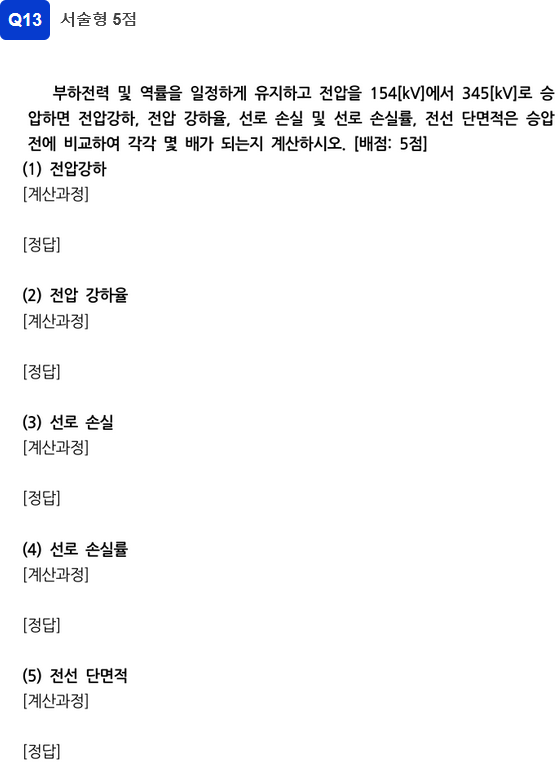 Q13 서술형 5점
부하전력 및 역률을 일정하게 유지하고 전압을 154[kV]에서 345[kV]로 승
압하면 전압강하, 전압 강하율, 선로 손실 및 선로 손실률, 전선 단면적은 승압
전에 비교하여 각각 몇 배가 되는지 계산하시오. [배점: 5점]
(1) 전압강하
[계산과정]
[정답]
(2) 전압 강하율
[계산과정]
[정답]
(3) 선로 손실
[계산과정]
[정답]
(4) 선로 손실률
[계산과정]
[정답]
(5) 전선 단면적
[계산과정]
[정답]